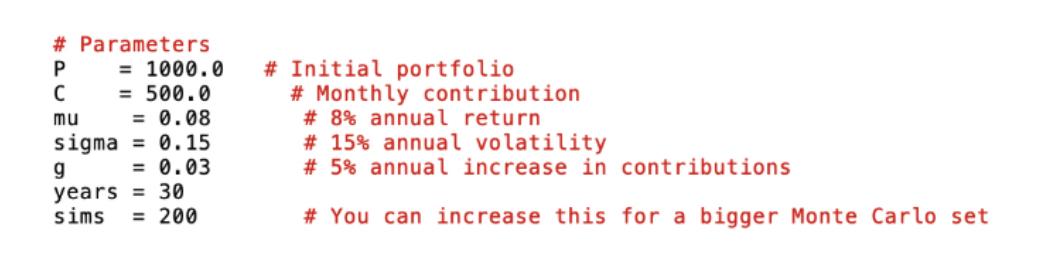 # Parameters
P    = 1000.0   # Initial portfolio
C    = 500.0      # Monthly contribution
mu    = 0.08       # 8% annual return
sigma = 0.15       # 15% annual volatility
g     = 0.03       # 5% annual increase in contributions
years = 30
sims  = 200        # You can increase this for a bigger Monte Carlo set